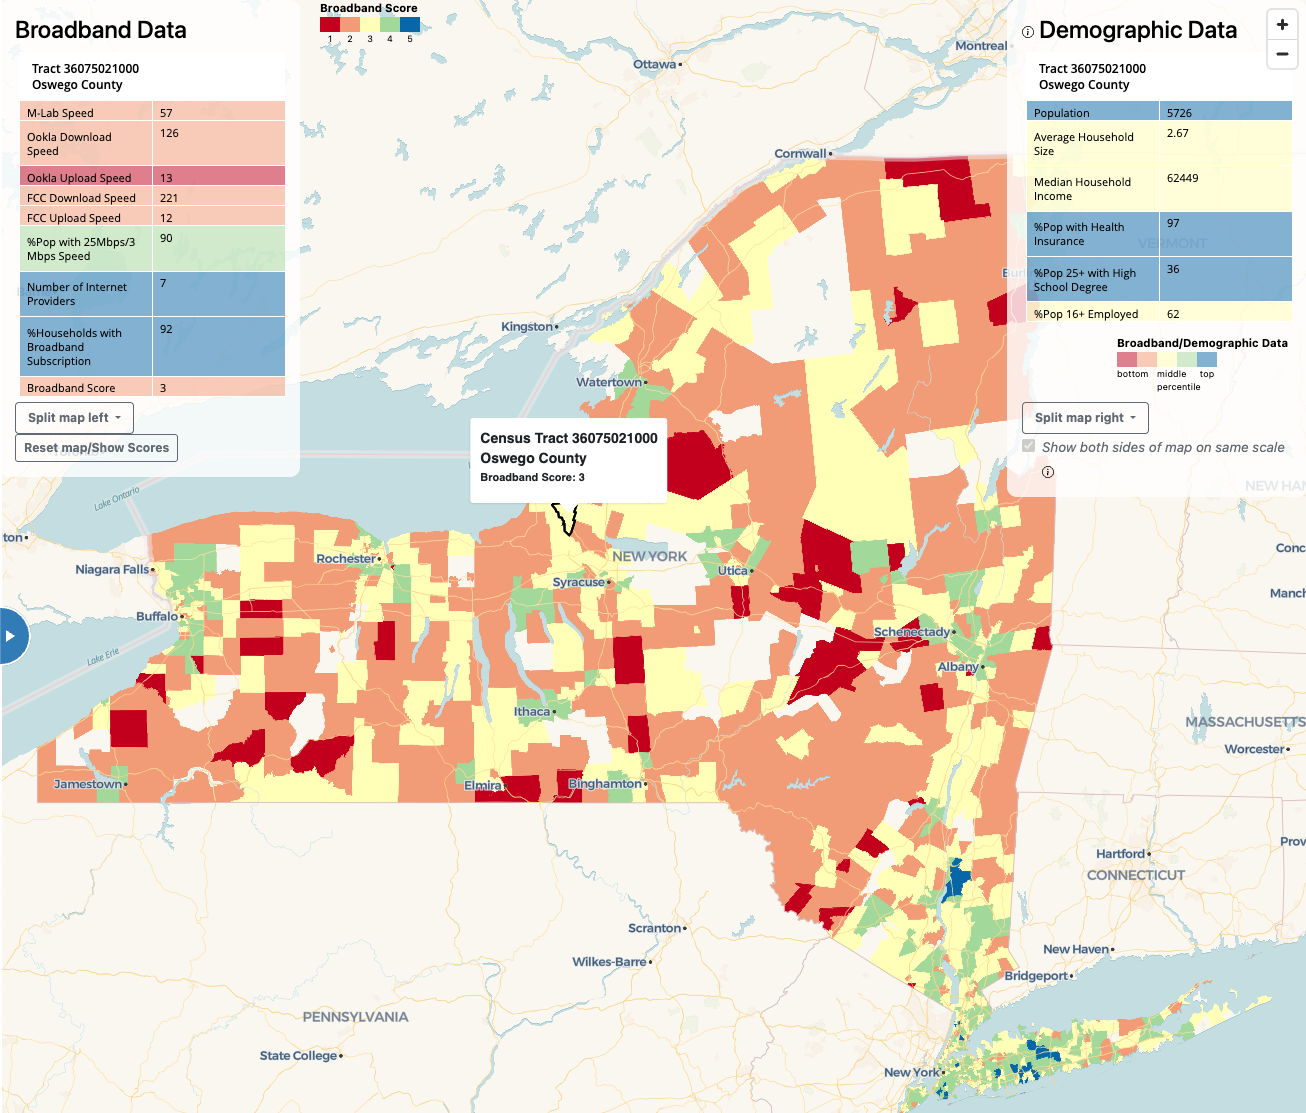 Broadband Data
Tract 36075021000
Oswego County
M-Lab Speed 57
Ookla Download Speed 126
Ookla Upload Speed 13
FCC Download Speed 221
FCC Upload Speed 12
%Pop with 25Mbps/3 Mbps Speed 90
Number of Internet Providers 7
%Households with Broadband Subscription 92
Broadband Score 3
Split map left
Reset map/Show Scores
Broadband Score
1 2 3 4 5
Demographic Data
Tract 36075021000
Oswego County
Population 5726
Average Household Size 2.67
Median Household Income 62449
%Pop with Health Insurance 97
%Pop 25+ with High School Degree 36
%Pop 16+ Employed 62
Broadband/Demographic Data
bottom middle top
percentile
Split map right
Show both sides of map on same scale
+
−
Census Tract 36075021000
Oswego County
Broadband Score: 3
Montreal
Ottawa
Cornwall
VERMONT
Kingston
Watertown
Lake Ontario
NEW HAM
ton
Rochester
Niagara Falls
NEW YORK
Utica
Syracuse
Conc
Manch
Buffalo
Lake Erie
Schenectady
Albany
Ithaca
MASSACHUSETTS
Worcester
Jamestown
Elmira
Binghamton
Hartford
CONNECTICUT
Prov
Scranton
Wilkes-Barre
New Haven
Bridgeport
PENNSYLVANIA
State College
New York